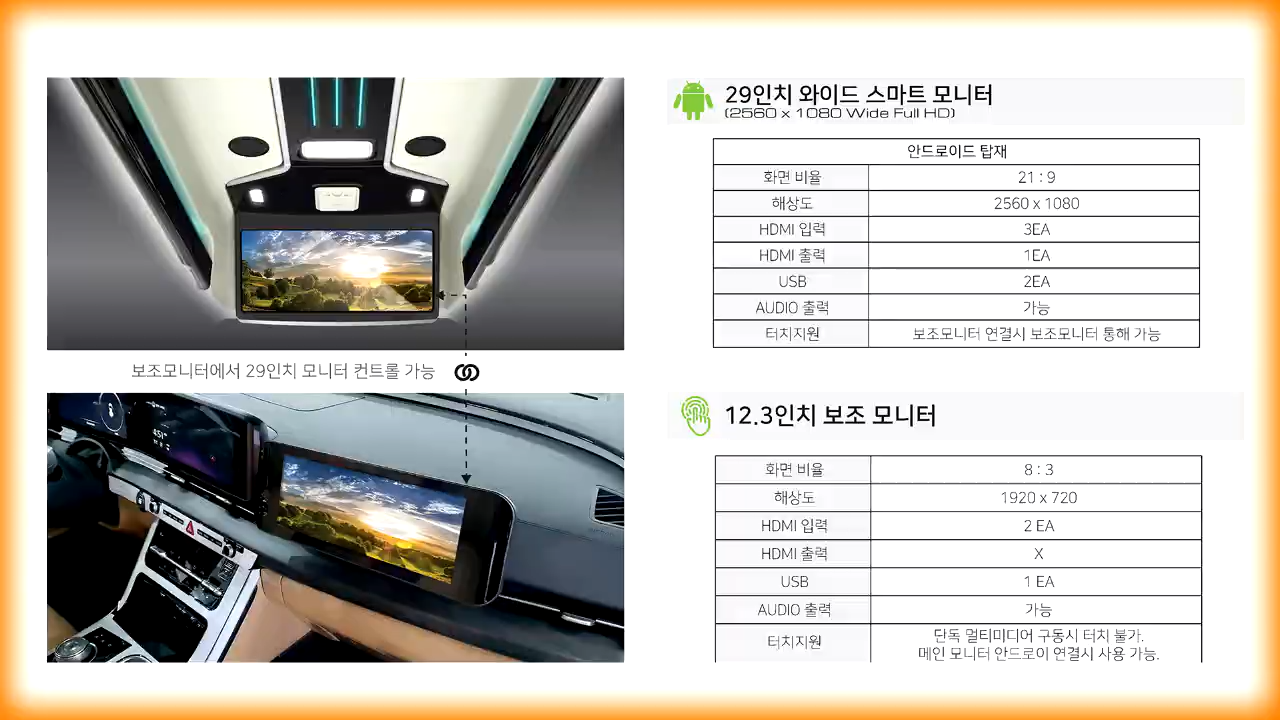 29인치 와이드 스마트 모니터
(2560 x 1080 Wide Full HD)
안드로이드 탑재
화면 비율 21 : 9
해상도 2560 x 1080
HDMI 입력 3EA
HDMI 출력 1EA
USB 2EA
AUDIO 출력 가능
터치지원 보조모니터 연결시 보조모니터 통해 가능
보조모니터에서 29인치 모니터 컨트롤 가능
12.3인치 보조 모니터
화면 비율 8 : 3
해상도 1920 x 720
HDMI 입력 2 EA
HDMI 출력 X
USB 1 EA
AUDIO 출력 가능
터치지원 단독 멀티미디어 구동시 터치 불가.
메인 모니터 안드로이 연결시 사용 가능.